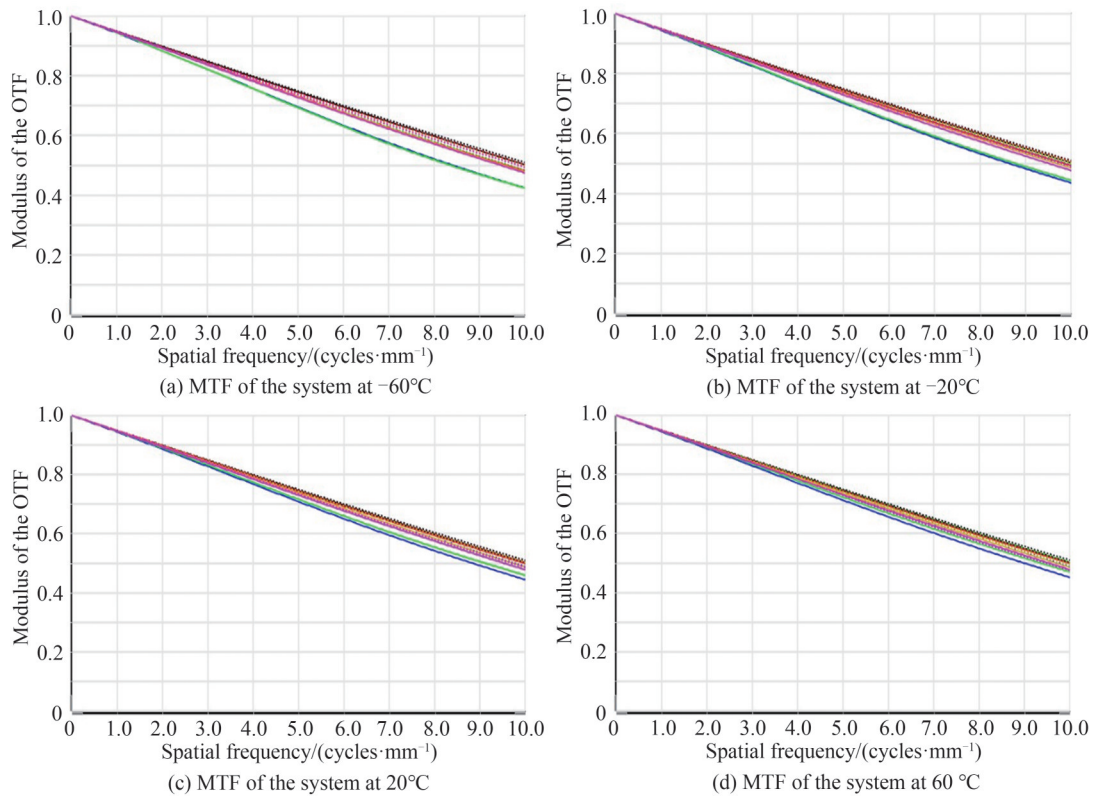 1.0
0.8
0.6
0.4
0.2
0
Modulus of the OTF
0 1.0 2.0 3.0 4.0 5.0 6.0 7.0 8.0 9.0 10.0
Spatial frequency/(cycles·mm⁻¹)
(a) MTF of the system at −60℃
1.0
0.8
0.6
0.4
0.2
0
Modulus of the OTF
0 1.0 2.0 3.0 4.0 5.0 6.0 7.0 8.0 9.0 10.0
Spatial frequency/(cycles·mm⁻¹)
(b) MTF of the system at −20℃
1.0
0.8
0.6
0.4
0.2
0
Modulus of the OTF
0 1.0 2.0 3.0 4.0 5.0 6.0 7.0 8.0 9.0 10.0
Spatial frequency/(cycles·mm⁻¹)
(c) MTF of the system at 20℃
1.0
0.8
0.6
0.4
0.2
0
Modulus of the OTF
0 1.0 2.0 3.0 4.0 5.0 6.0 7.0 8.0 9.0 10.0
Spatial frequency/(cycles·mm⁻¹)
(d) MTF of the system at 60 ℃